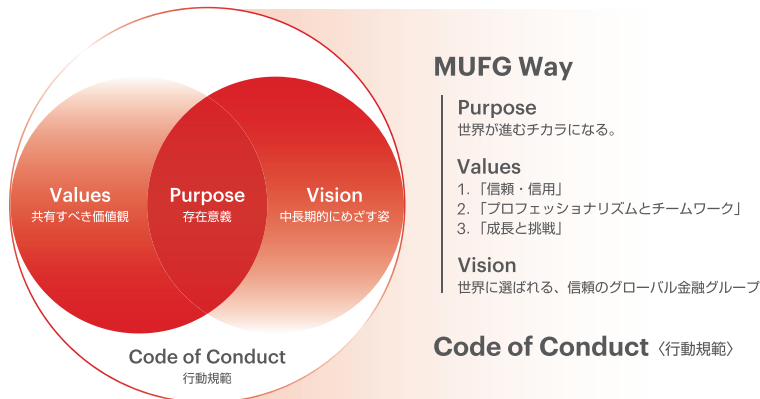 Values
共有すべき価値観
Purpose
存在意義
Vision
中長期的にめざす姿
Code of Conduct
行動規範
MUFG Way
Purpose
世界が進むチカラになる。
Values
1. 「信頼・信用」
2. 「プロフェッショナリズムとチームワーク」
3. 「成長と挑戦」
Vision
世界に選ばれる、信頼のグローバル金融グループ
Code of Conduct 〈行動規範〉